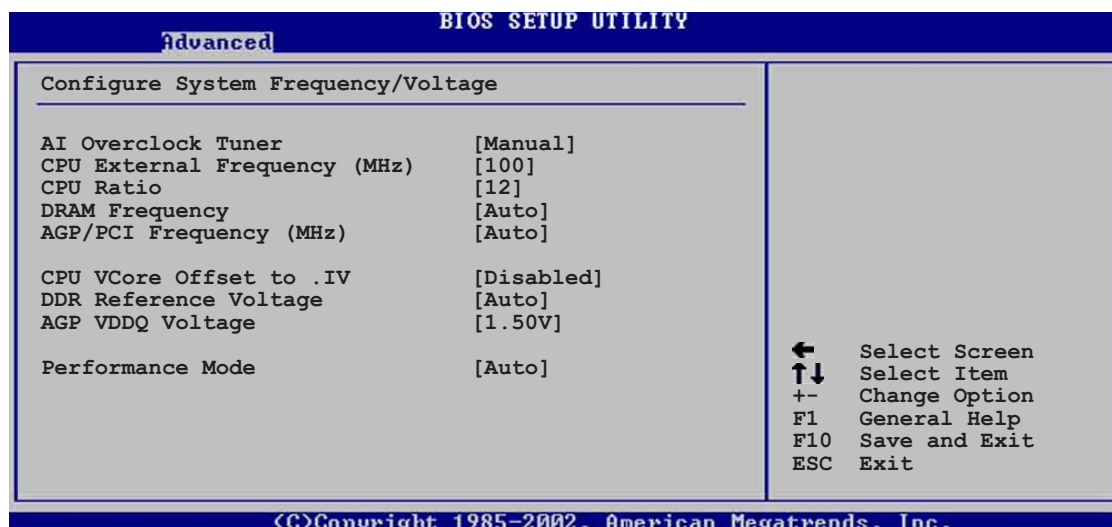 BIOS SETUP UTILITY
Advanced
Configure System Frequency/Voltage
AI Overclock Tuner [Manual]
CPU External Frequency (MHz) [100]
CPU Ratio [12]
DRAM Frequency [Auto]
AGP/PCI Frequency (MHz) [Auto]
CPU VCore Offset to .IV [Disabled]
DDR Reference Voltage [Auto]
AGP VDDQ Voltage [1.50V]
Performance Mode [Auto]
← Select Screen
↑↓ Select Item
+- Change Option
F1 General Help
F10 Save and Exit
ESC Exit
(C)Copyright 1985-2002, American Megatrends, Inc.